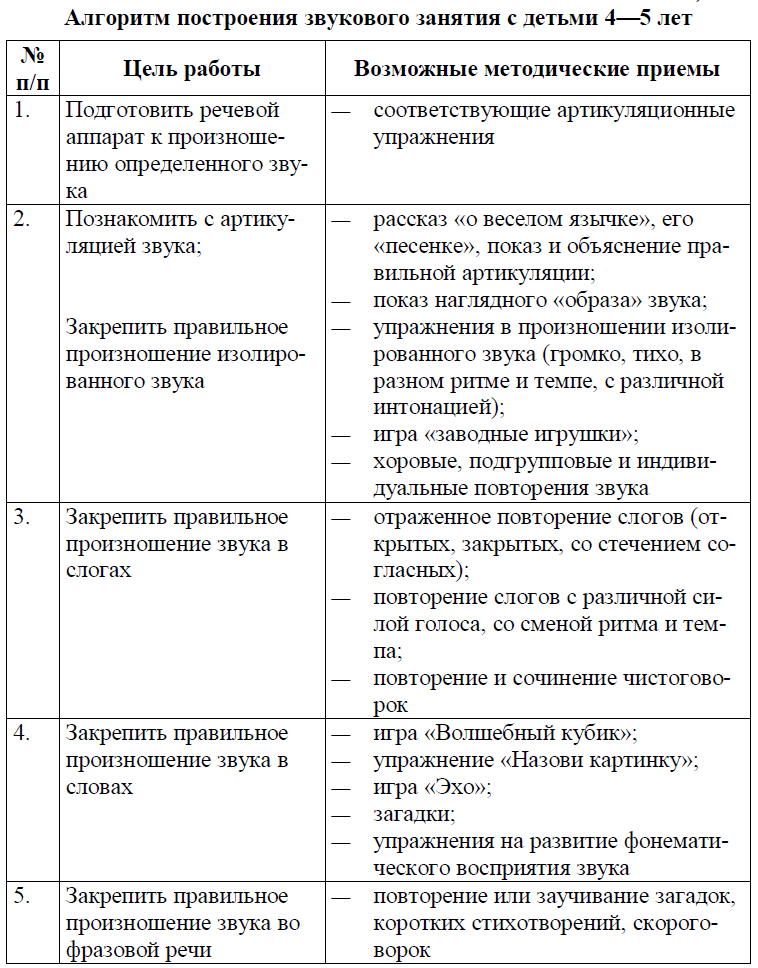 Алгоритм построения звукового занятия с детьми 4—5 лет
№ п/п
Цель работы
Возможные методические приемы
1.
Подготовить речевой
аппарат к произноше-
нию определенного зву-
ка
— соответствующие артикуляционные
упражнения
2.
Познакомить с артику-
ляцией звука;
Закрепить правильное
произношение изолиро-
ванного звука
— рассказ «о веселом язычке», его
«песенке», показ и объяснение пра-
вильной артикуляции;
— показ наглядного «образа» звука;
— упражнения в произношении изоли-
рованного звука (громко, тихо, в
разном ритме и темпе, с различной
интонацией);
— игра «заводные игрушки»;
— хоровые, подгрупповые и индиви-
дуальные повторения звука
3.
Закрепить правильное
произношение звука в
слогах
— отраженное повторение слогов (от-
крытых, закрытых, со стечением со-
гласных);
— повторение слогов с различной си-
лой голоса, со сменой ритма и тем-
па;
— повторение и сочинение чистогово-
рок
4.
Закрепить правильное
произношение звука в
словах
— игра «Волшебный кубик»;
— упражнение «Назови картинку»;
— игра «Эхо»;
— загадки;
— упражнения на развитие фонемати-
ческого восприятия звука
5.
Закрепить правильное
произношение звука во
фразовой речи
— повторение или заучивание загадок,
коротких стихотворений, скорого-
ворок